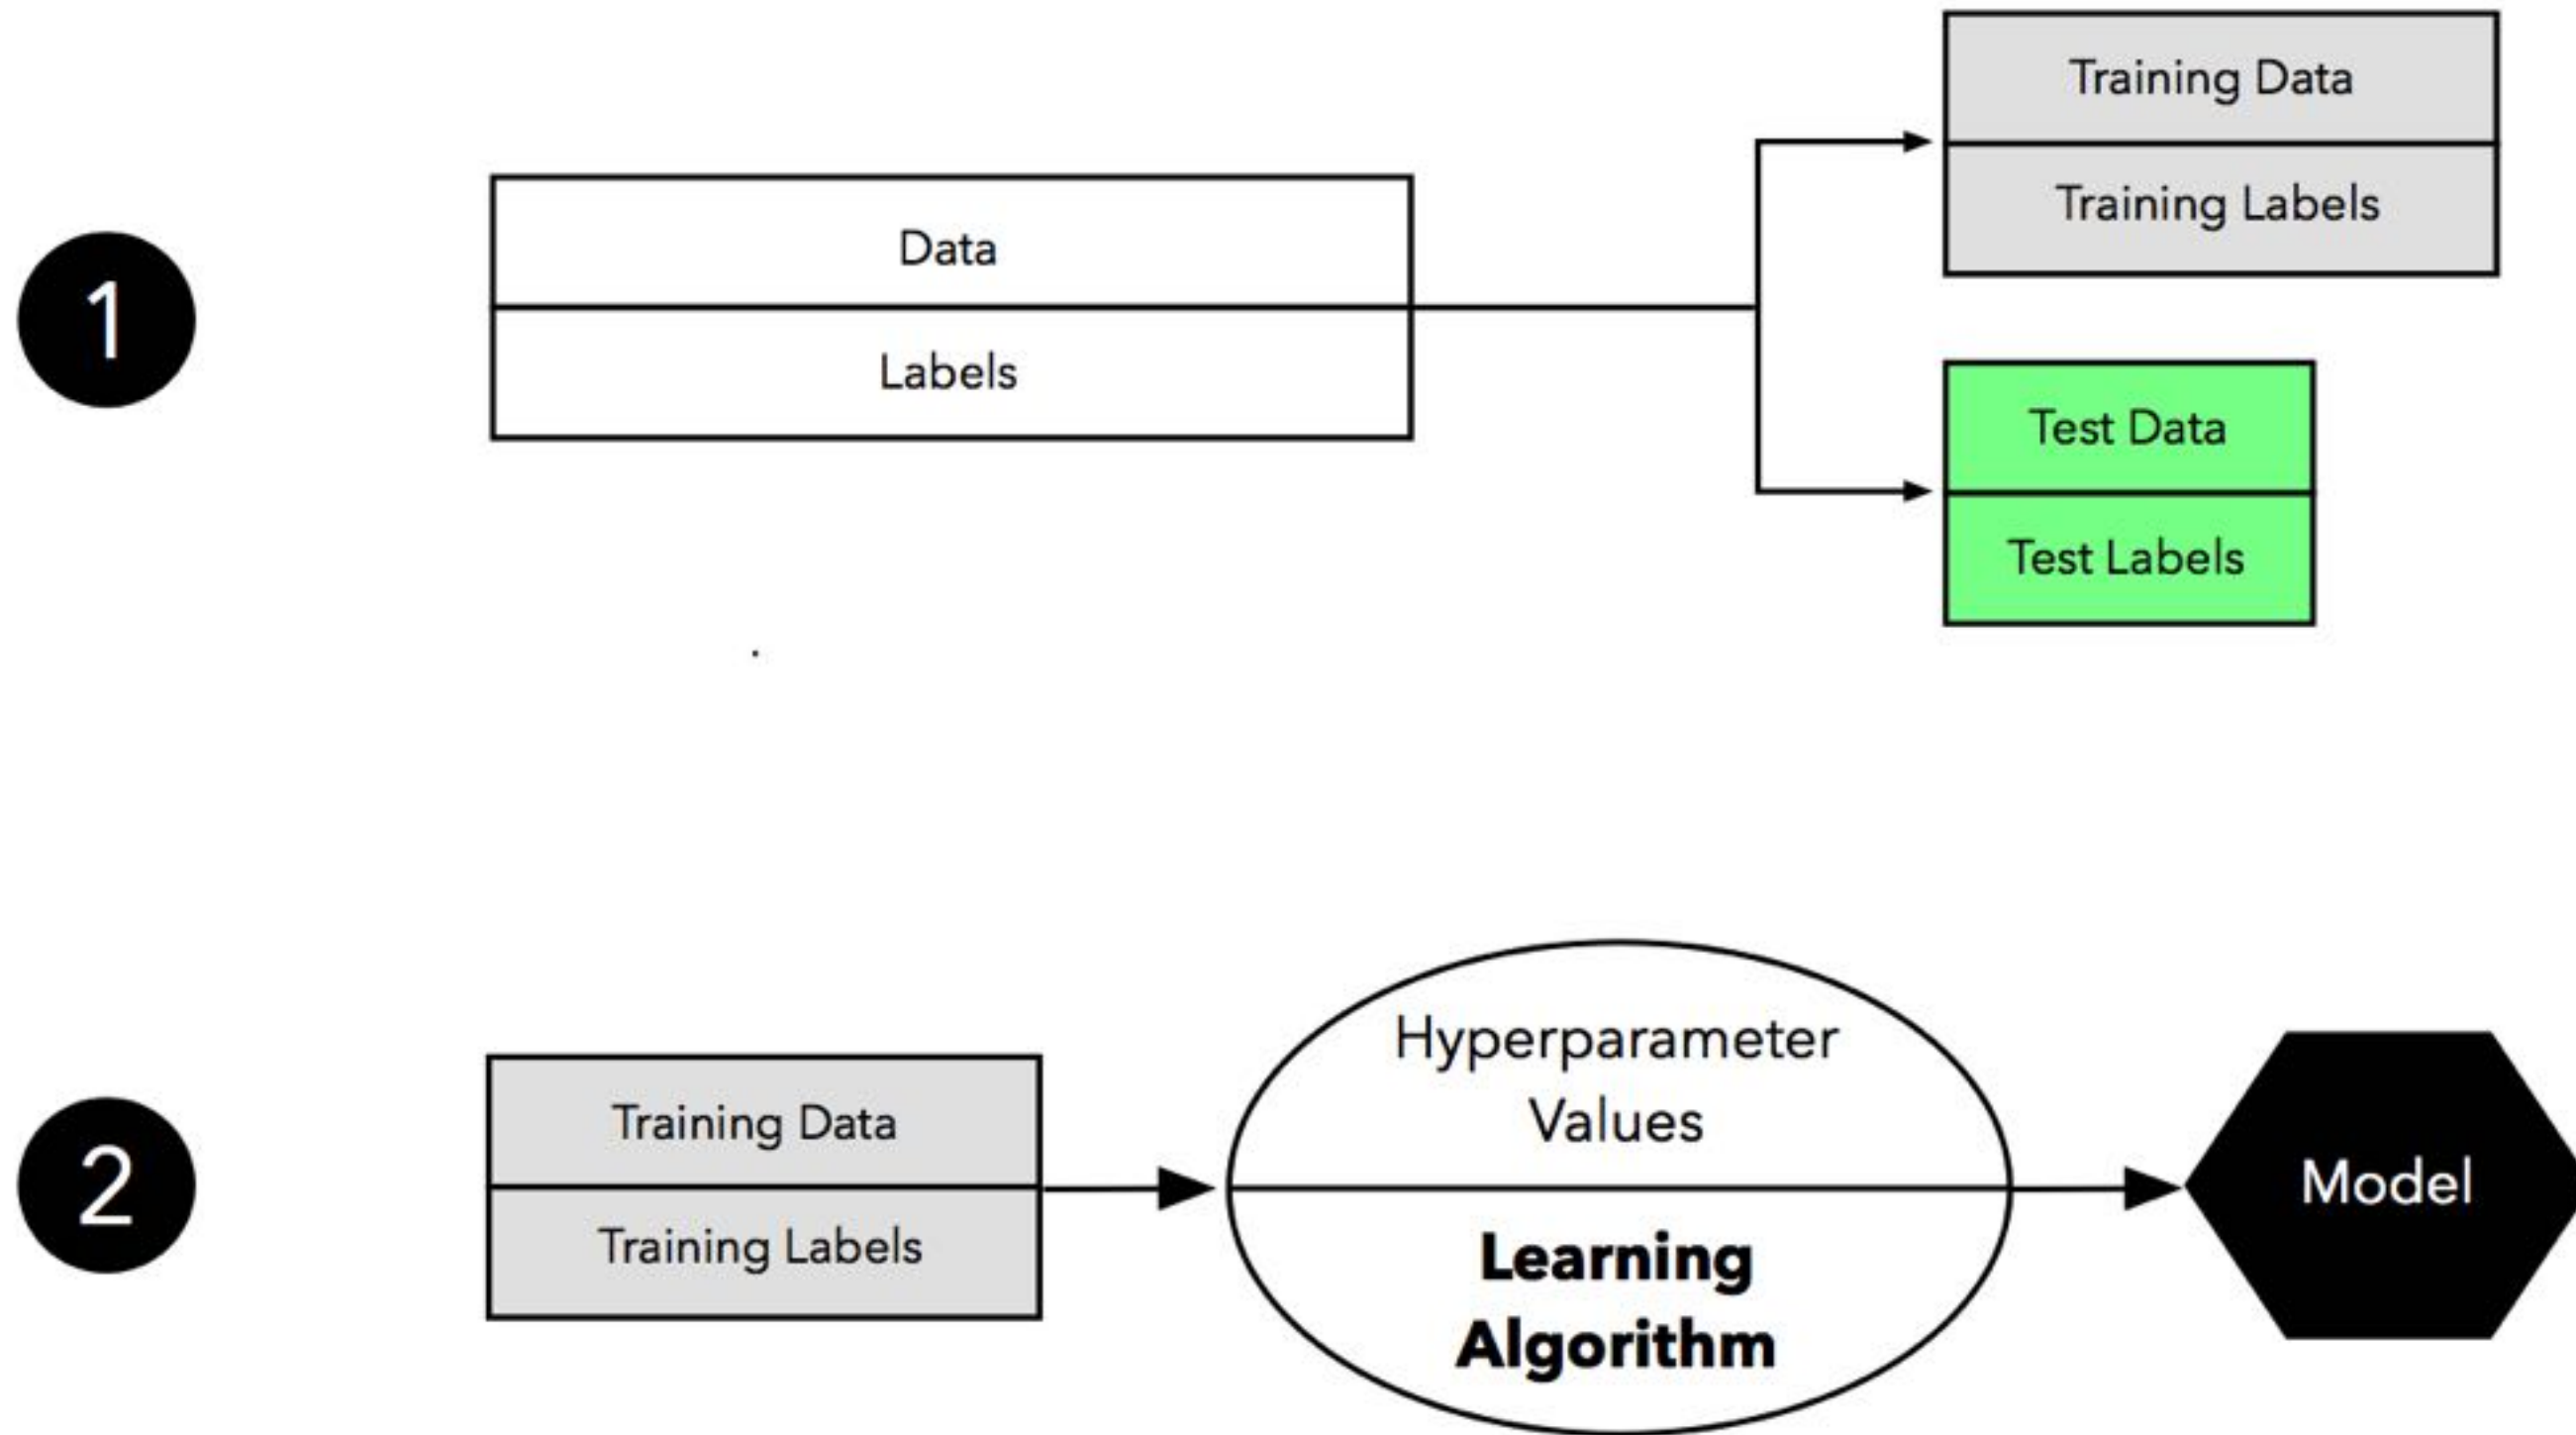 1
Data
Labels
Training Data
Training Labels
Test Data
Test Labels
2
Training Data
Training Labels
Hyperparameter
Values
Learning
Algorithm
Model